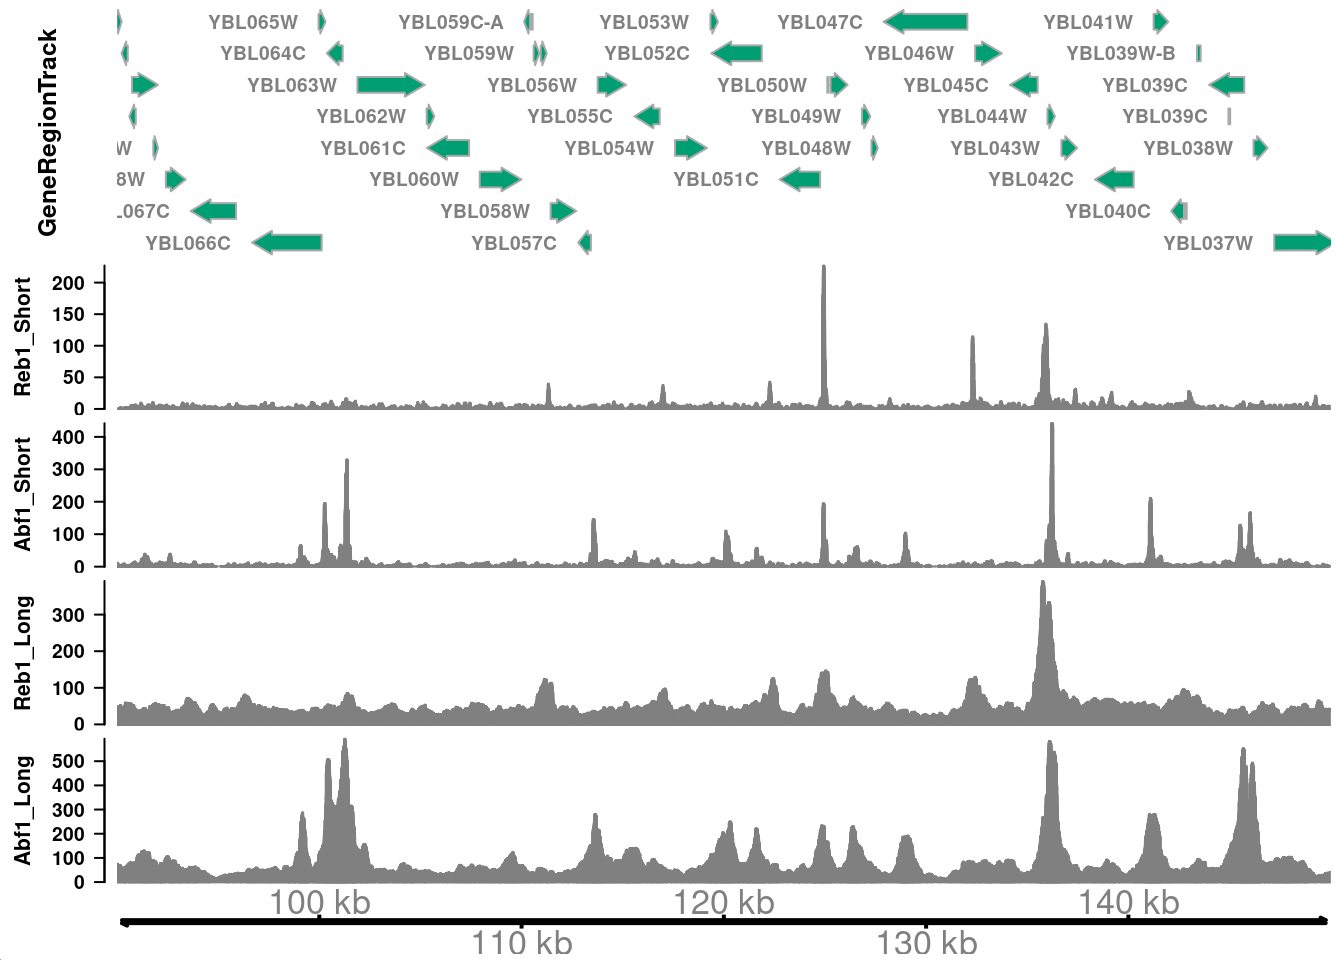 GeneRegionTrack
YBL065W YBL059C-A YBL053W YBL047C YBL041W
YBL064C YBL059W YBL052C YBL046W YBL039W-B
YBL063W YBL056W YBL050W YBL045C YBL039C
YBL062W YBL055C YBL049W YBL044W YBL039C
W YBL061C YBL054W YBL048W YBL043W YBL038W
8W YBL060W YBL051C YBL042C
.067C YBL058W YBL040C
YBL066C YBL057C YBL037W
Reb1_Short
200
150
100
50
0
Abf1_Short
400
300
200
100
0
Reb1_Long
300
200
100
0
Abf1_Long
500
400
300
200
100
0
100 kb 120 kb 140 kb
110 kb 130 kb